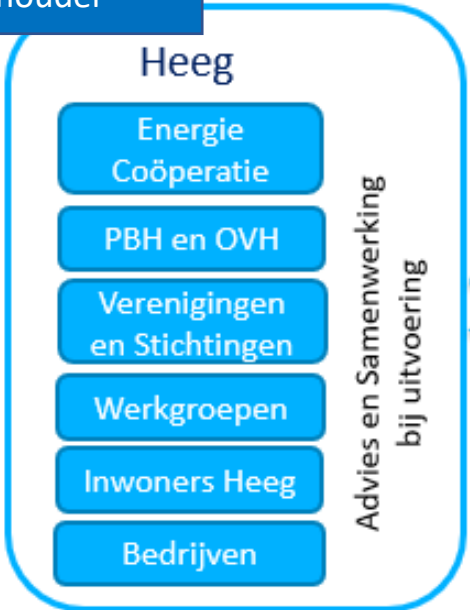 Heeg
Energie
Coöperatie
PBH en OVH
Verenigingen
en Stichtingen
Werkgroepen
Inwoners Heeg
Bedrijven
Advies en Samenwerking
bij uitvoering